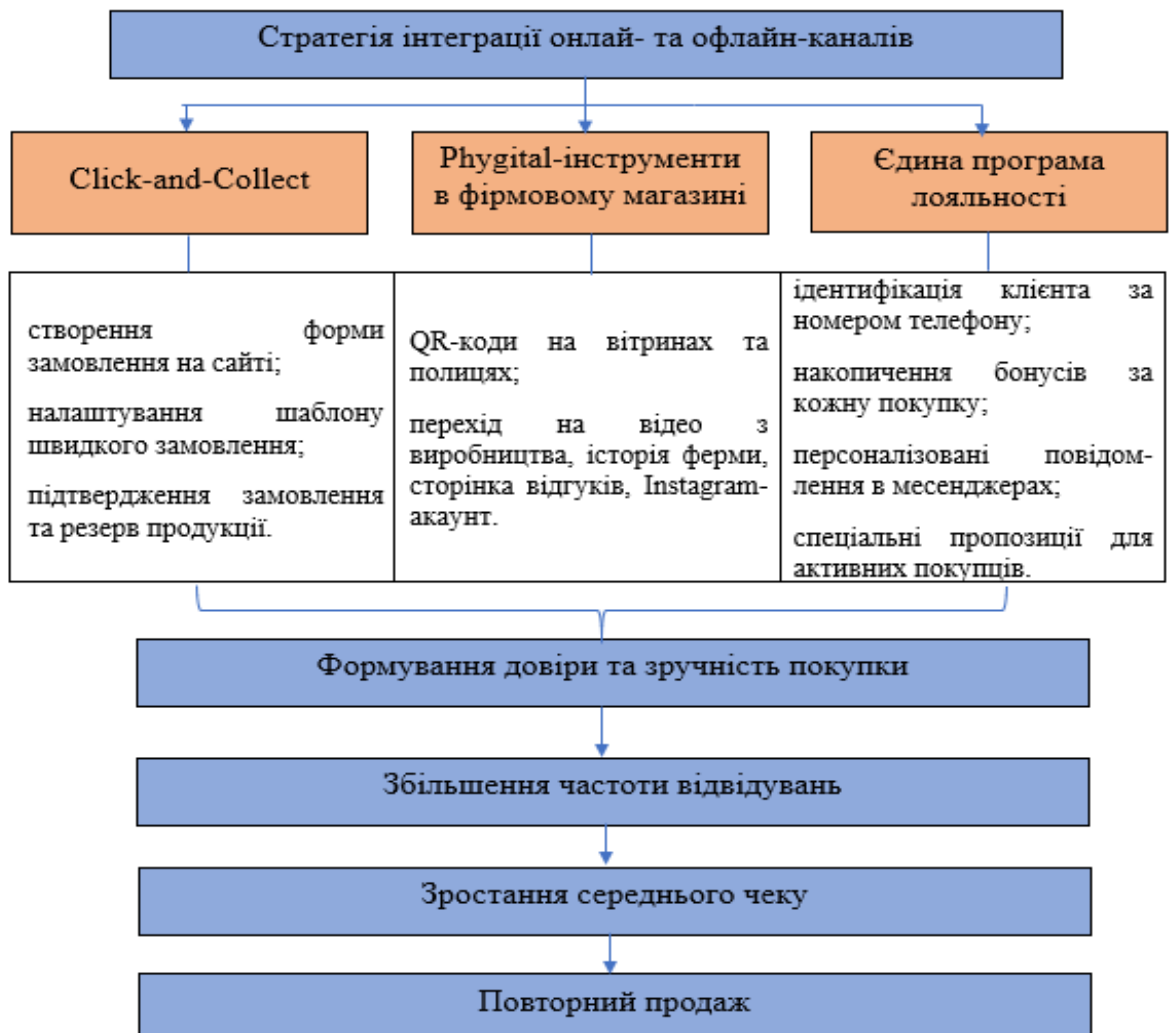 Стратегія інтеграції онлай- та офлайн-каналів
Click-and-Collect
Phygital-інструменти
в фірмовому магазині
Єдина програма
лояльності
створення форми
замовлення на сайті;
налаштування шаблону
швидкого замовлення;
підтвердження замовлення
та резерв продукції.
QR-коди на вітринах та
полицях;
перехід на відео з
виробництва, історія ферми,
сторінка відгуків, Instagram-
акаунт.
ідентифікація клієнта за
номером телефону;
накопичення бонусів за
кожну покупку;
персоналізовані повідом-
лення в месенджерах;
спеціальні пропозиції для
активних покупців.
Формування довіри та зручність покупки
Збільшення частоти відвідувань
Зростання середнього чеку
Повторний продаж